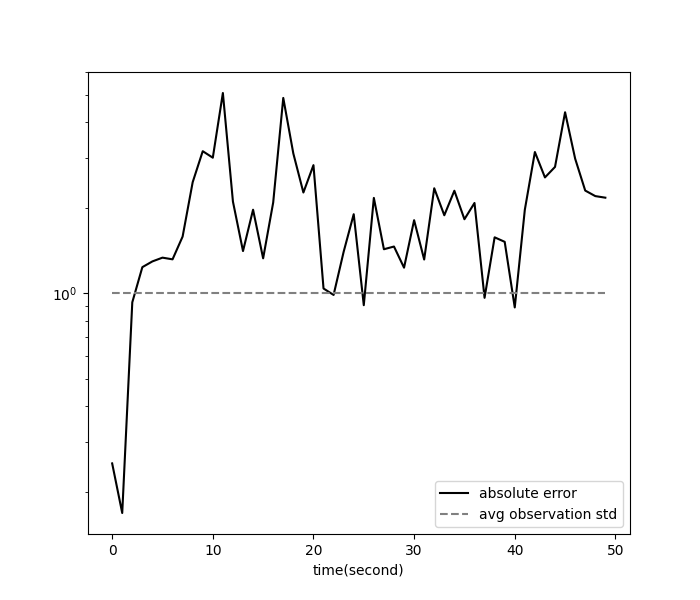 10⁰
0 10 20 30 40 50
time(second)
absolute error
avg observation std